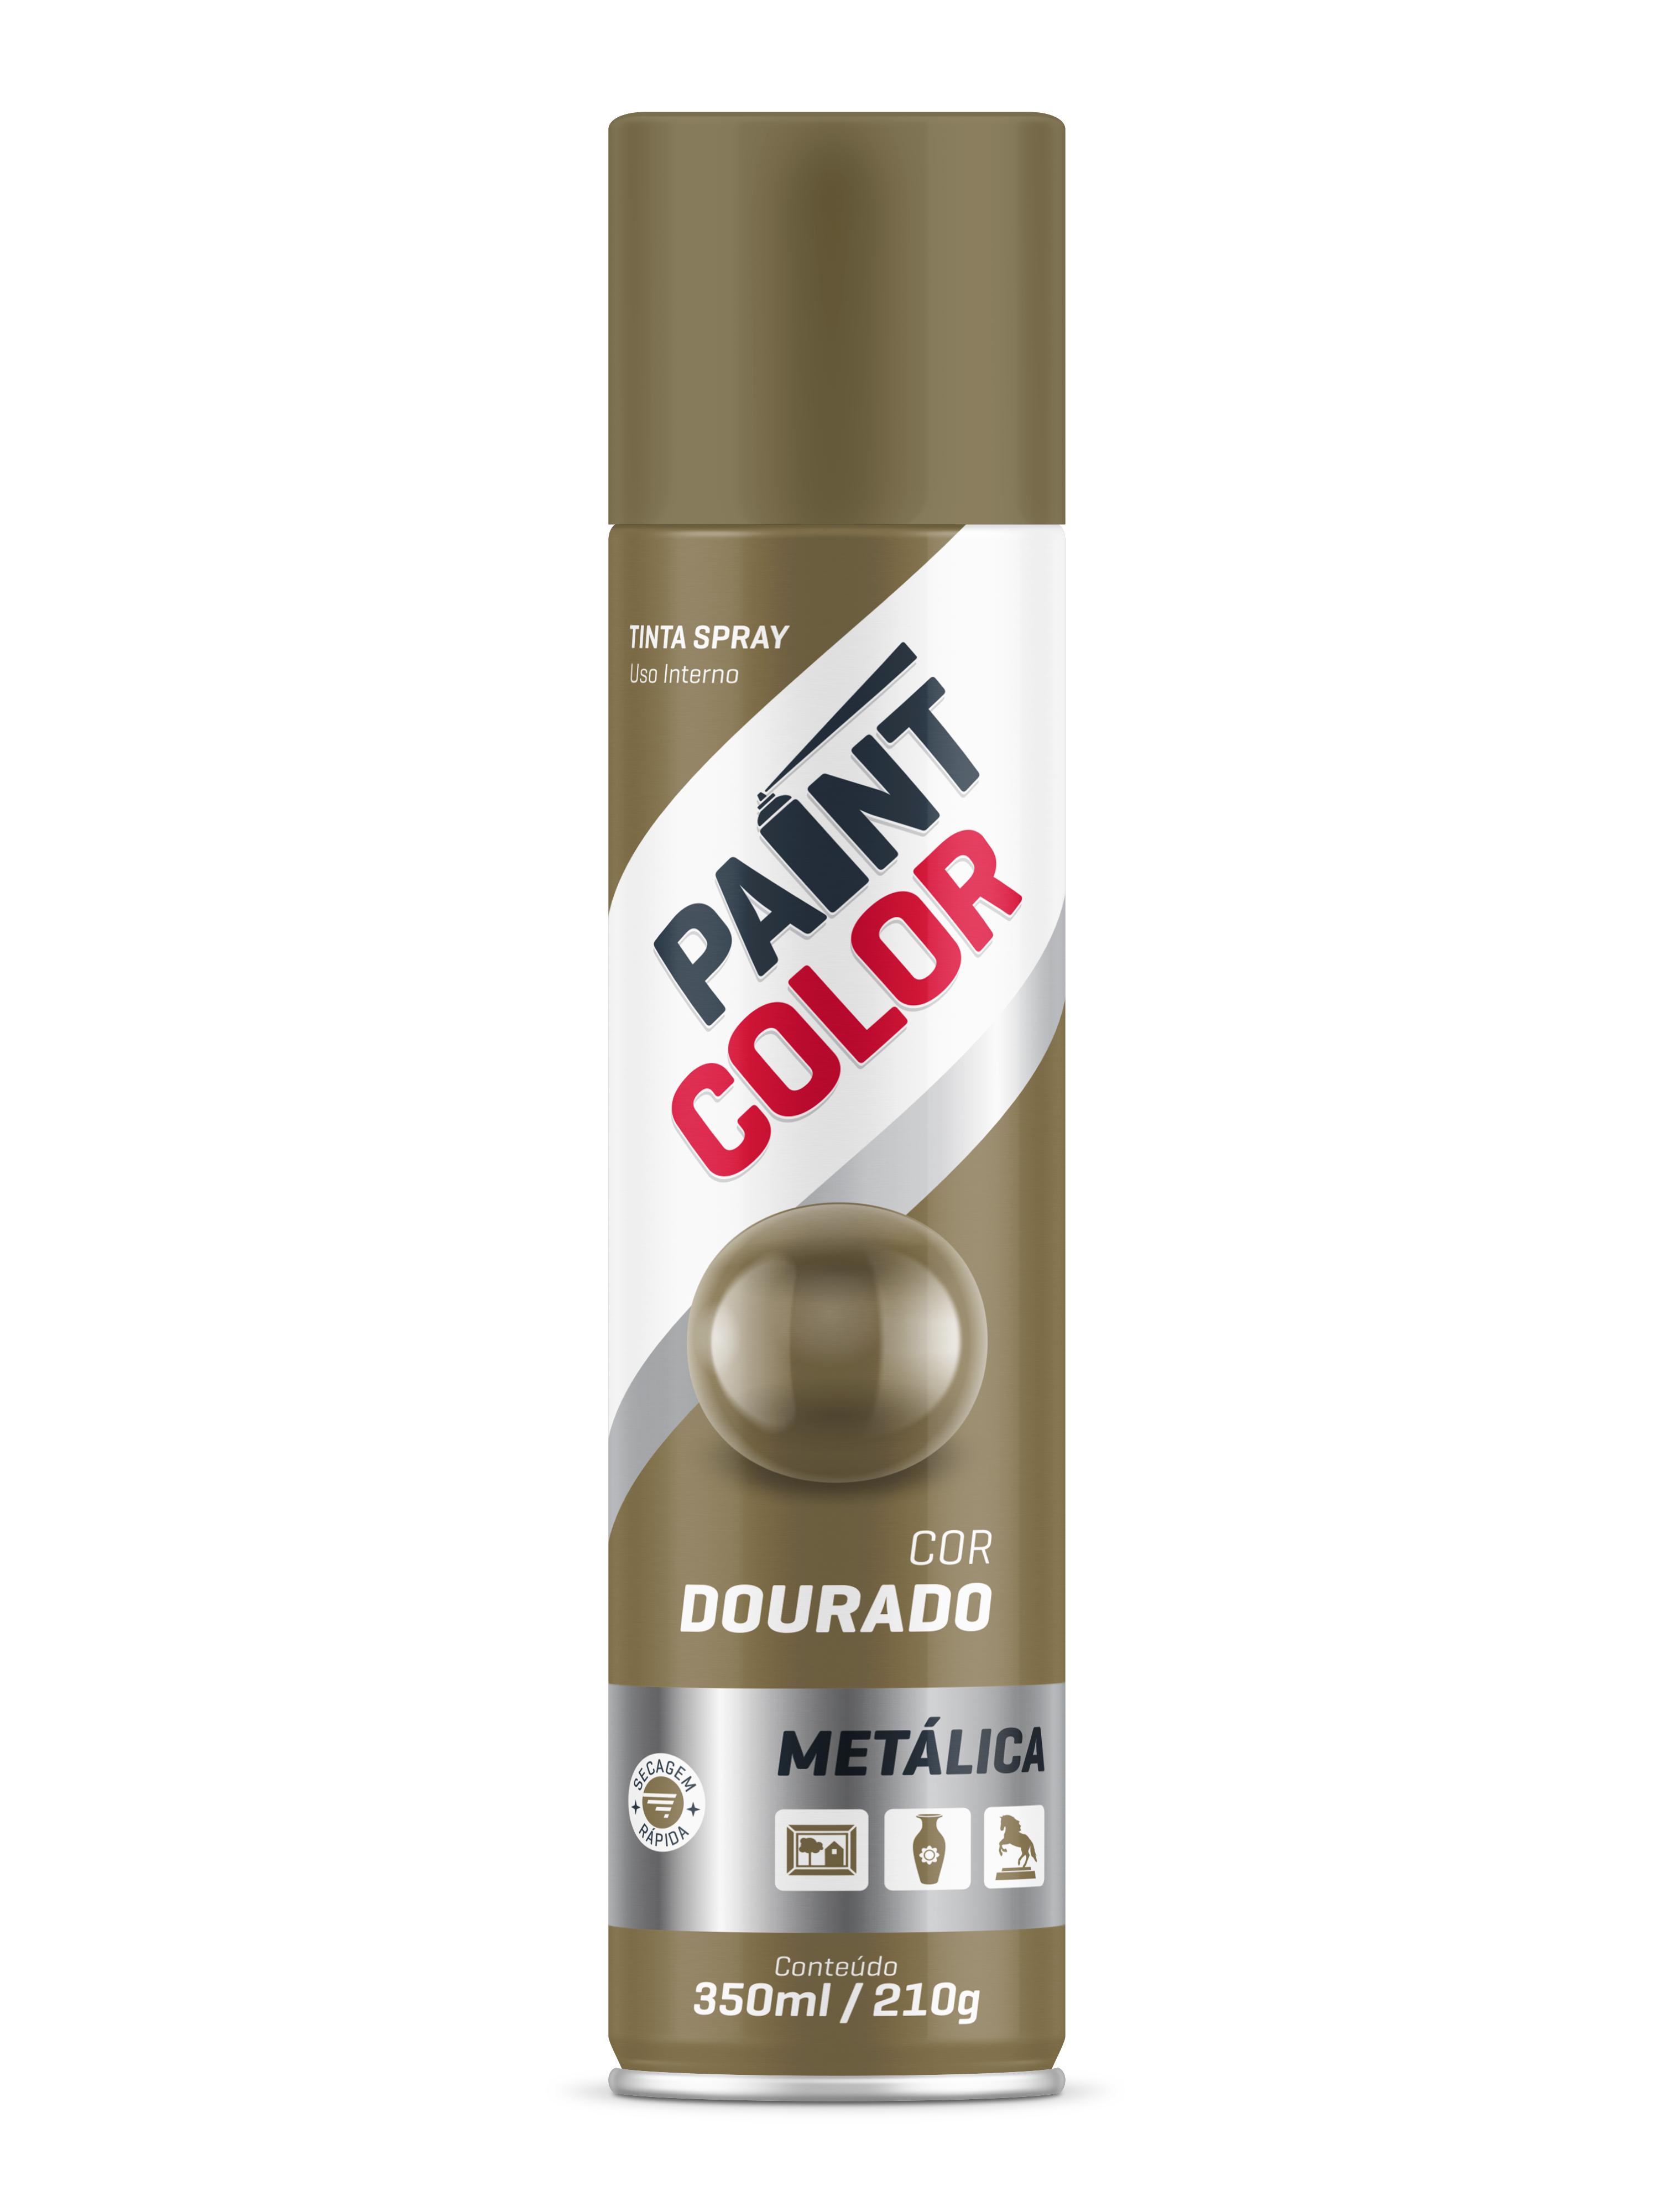 TINTA SPRAY
Uso Interno
PAINT
COLOR
COR
DOURADO
METÁLICA
SECAGEM
RÁPIDA
Conteúdo
350ml / 210g